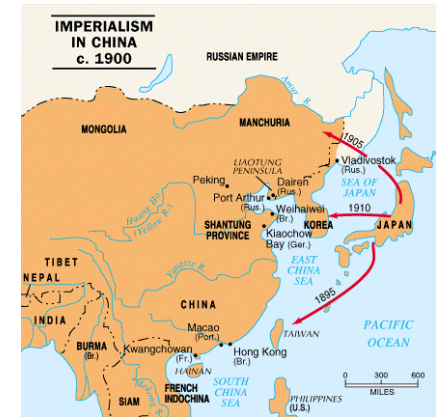 IMPERIALISM
IN CHINA
c. 1900
RUSSIAN EMPIRE
Amur R.
MONGOLIA
MANCHURIA
1905
LIAOTUNG
PENINSULA
Vladivostok
(Rus.)
Peking
Dairen
(Rus.)
SEA OF
JAPAN
Port Arthur
(Rus.)
Weihaiwei
(Br.)
1910
Huang Ho
(Yellow R.)
SHANTUNG
PROVINCE
KOREA
JAPAN
Kiaochow
Bay (Ger.)
TIBET
EAST
CHINA
SEA
NEPAL
Yangtze R.
1895
CHINA
INDIA
Macao
(Port.)
TAIWAN
PACIFIC
OCEAN
BURMA
(Br.)
Kwangchowan
(Fr.)
Hong Kong
(Br.)
HAINAN
0 300 600
MILES
Mekong R.
FRENCH
INDOCHINA
SOUTH
CHINA
SEA
SIAM
PHILIPPINES
(U.S.)